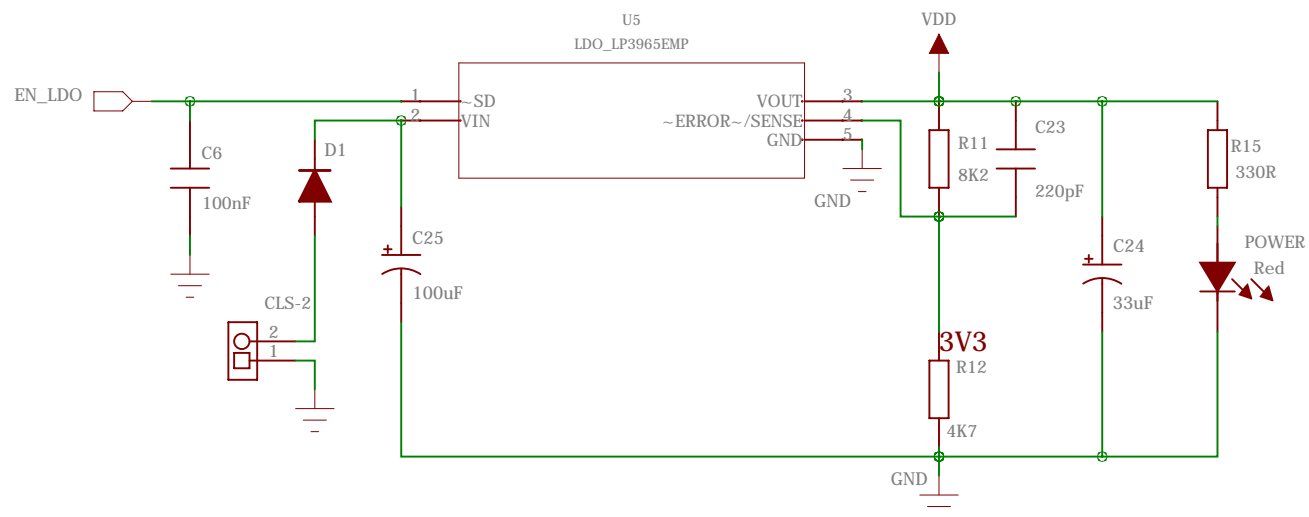 U5
LDO_LP3965EMP
VDD
EN_LDO
1
~SD
2
VIN
VOUT
3
~ERROR~/SENSE
4
GND
5
C6
100nF
D1
GND
R11
8K2
C23
220pF
R15
330R
C25
100uF
C24
33uF
POWER
Red
CLS-2
2
1
3V3
R12
4K7
GND